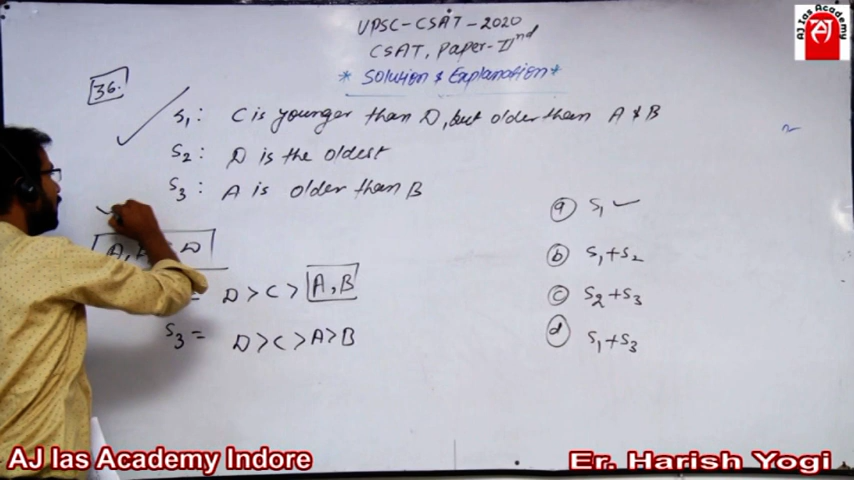 UPSC-CSAT-2020
CSAT, Paper-IInd
* Solution & Explanation *
AJ Ias Academy
AJ
36.
S1: C is younger than D, but older than A & B
S2: D is the oldest
S3: A is older than B
(a) S1 ✓
(b) S1+S2
(c) S2+S3
(d) S1+S3
A, D
= D > C > A, B
S3 = D > C > A > B
AJ Ias Academy Indore
Er. Harish Yogi